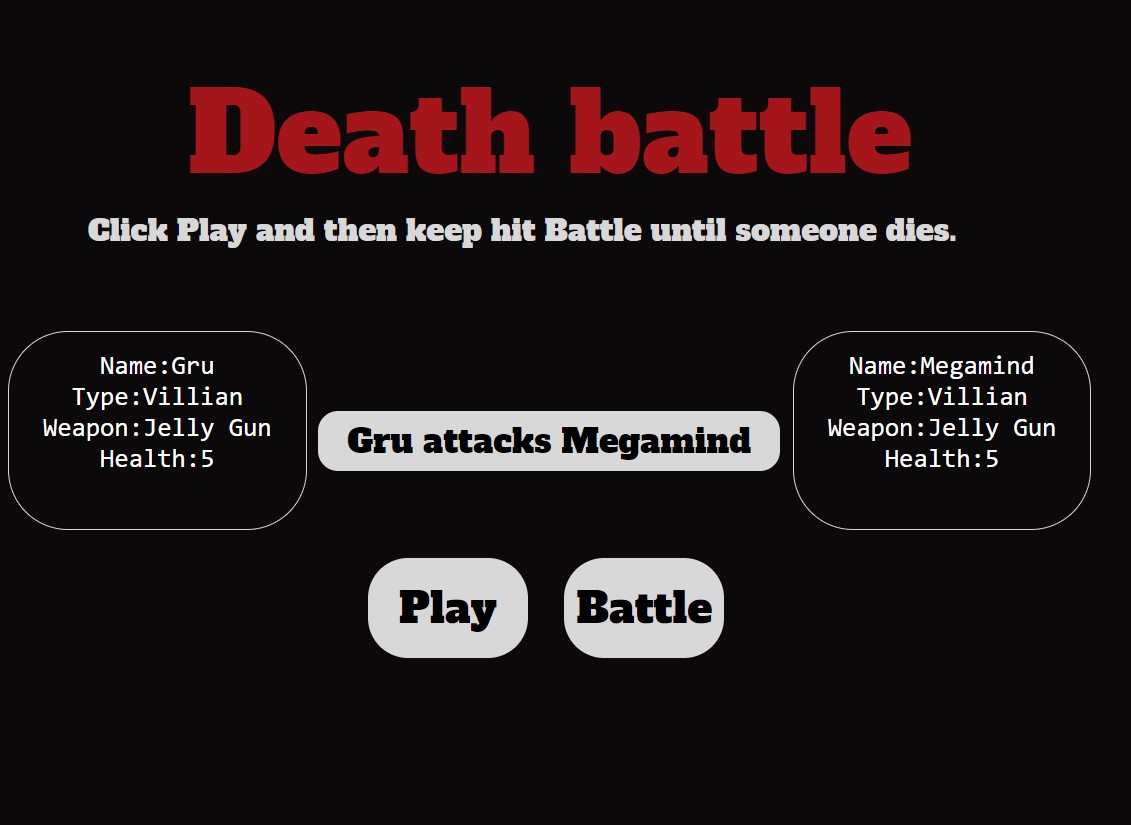 Death battle
Click Play and then keep hit Battle until someone dies.
Name:Gru
Type:Villian
Weapon:Jelly Gun
Health:5
Gru attacks Megamind
Name:Megamind
Type:Villian
Weapon:Jelly Gun
Health:5
Play
Battle